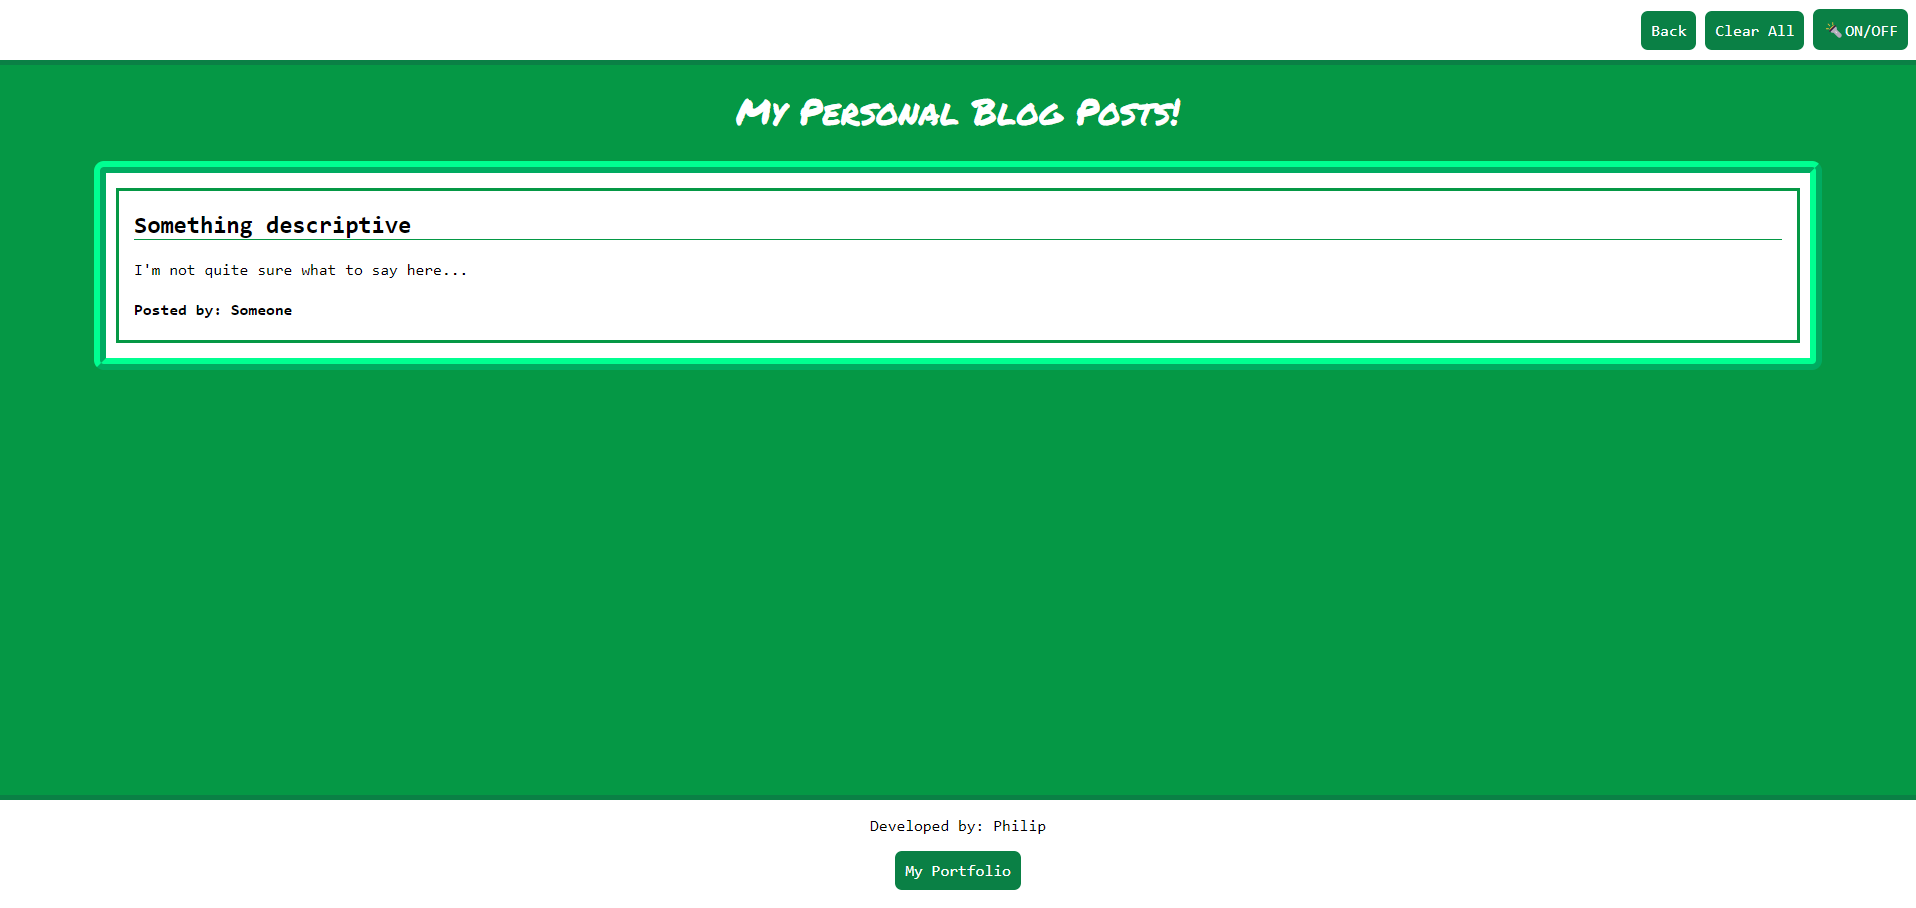 Back Clear All ON/OFF
My Personal Blog Posts!
Something descriptive
I'm not quite sure what to say here...
Posted by: Someone
Developed by: Philip
My Portfolio